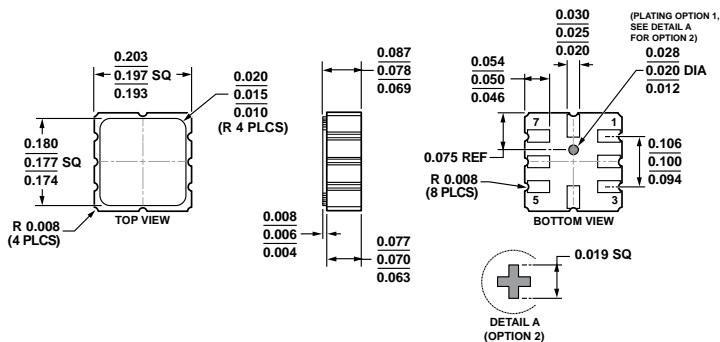 0.203
0.197 SQ
0.193
0.180
0.177 SQ
0.174
0.020
0.015
0.010
(R 4 PLCS)
R 0.008
(4 PLCS)
TOP VIEW
0.087
0.078
0.069
0.008
0.006
0.004
0.077
0.070
0.063
0.030
0.025
0.020
(PLATING OPTION 1,
SEE DETAIL A
FOR OPTION 2)
0.054
0.050
0.046
0.028
0.020 DIA
0.012
7
1
0.075 REF
0.106
0.100
0.094
R 0.008
(8 PLCS)
5
3
BOTTOM VIEW
0.019 SQ
DETAIL A
(OPTION 2)